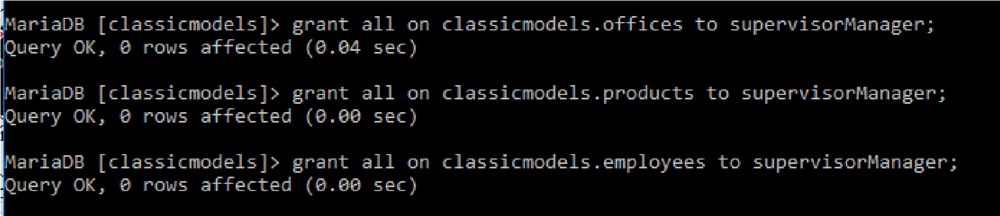 MariaDB [classicmodels]> grant all on classicmodels.offices to supervisorManager;
Query OK, 0 rows affected (0.04 sec)
MariaDB [classicmodels]> grant all on classicmodels.products to supervisorManager;
Query OK, 0 rows affected (0.00 sec)
MariaDB [classicmodels]> grant all on classicmodels.employees to supervisorManager;
Query OK, 0 rows affected (0.00 sec)